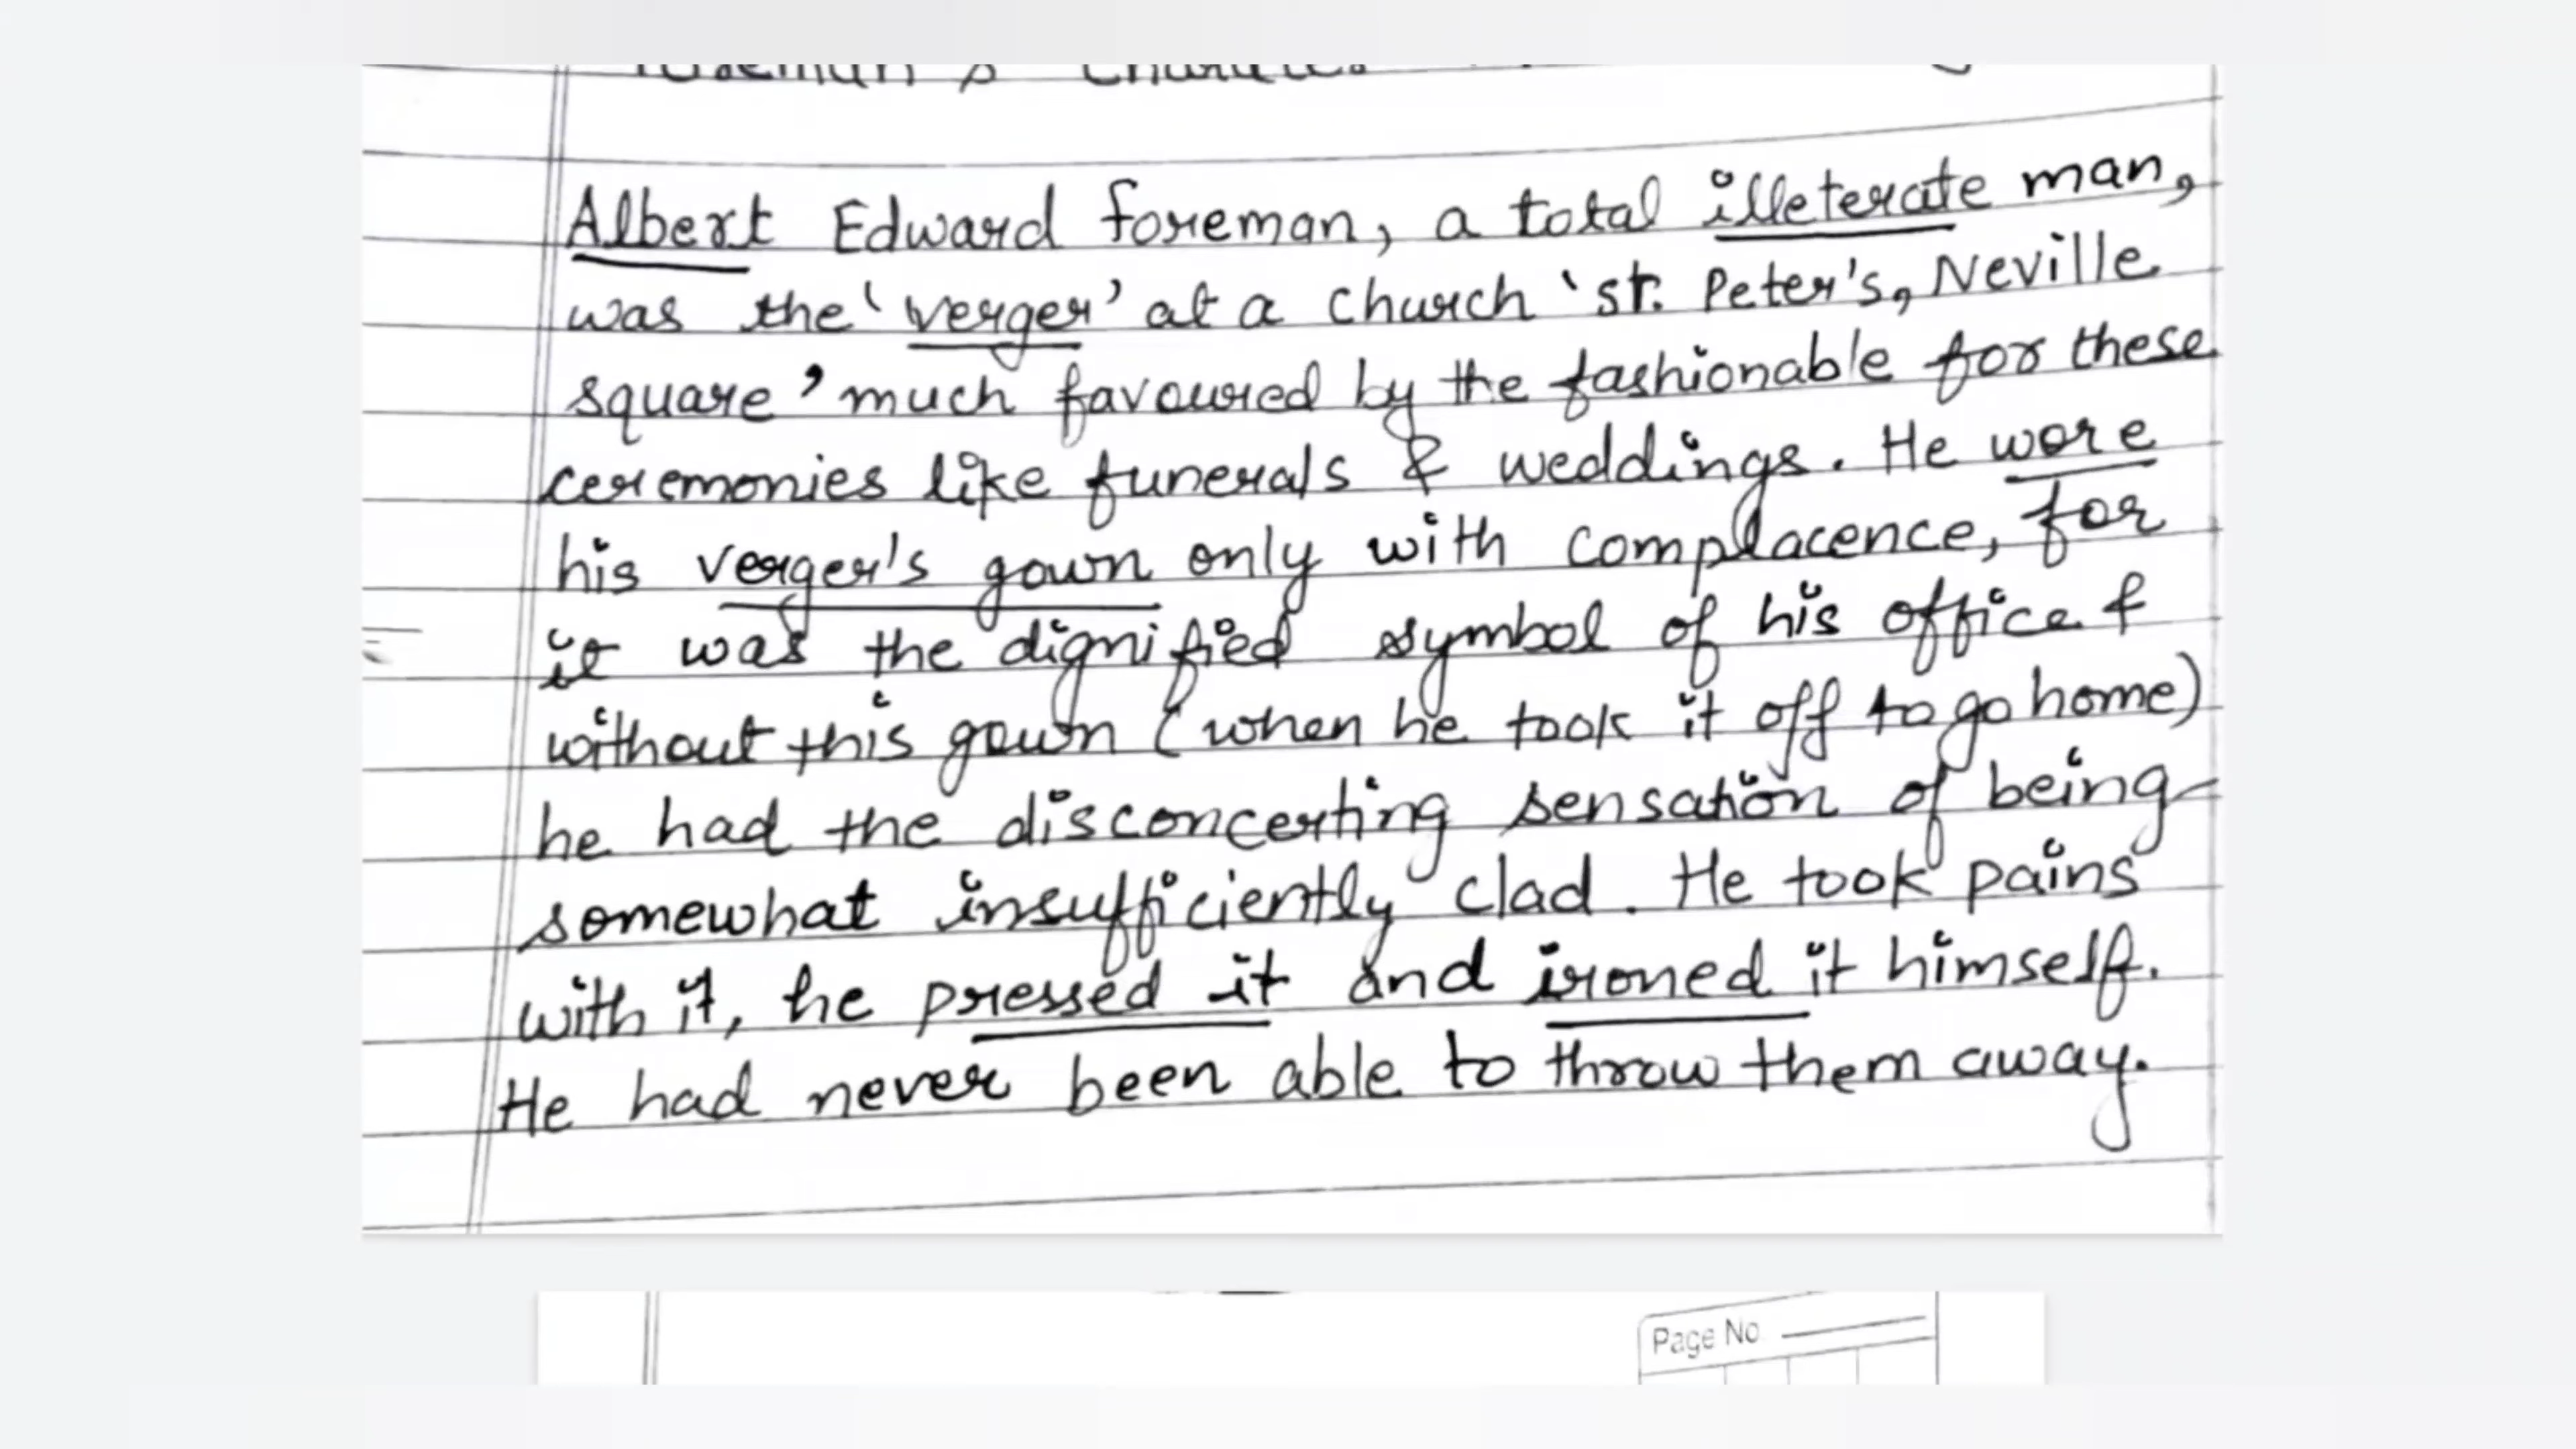 Albert Edward foreman, a total illeterate man,
was the 'verger' at a church 'st. Peter's, Neville
square' much favoured by the fashionable for these
ceremonies like funerals & weddings. He wore
his verger's gown only with complacence, for
it was the dignified symbol of his office &
without this gown (when he took it off to go home)
he had the disconcerting sensation of being
somewhat insufficiently clad. He took pains
with it, he pressed it and ironed it himself.
He had never been able to throw them away.
Page No